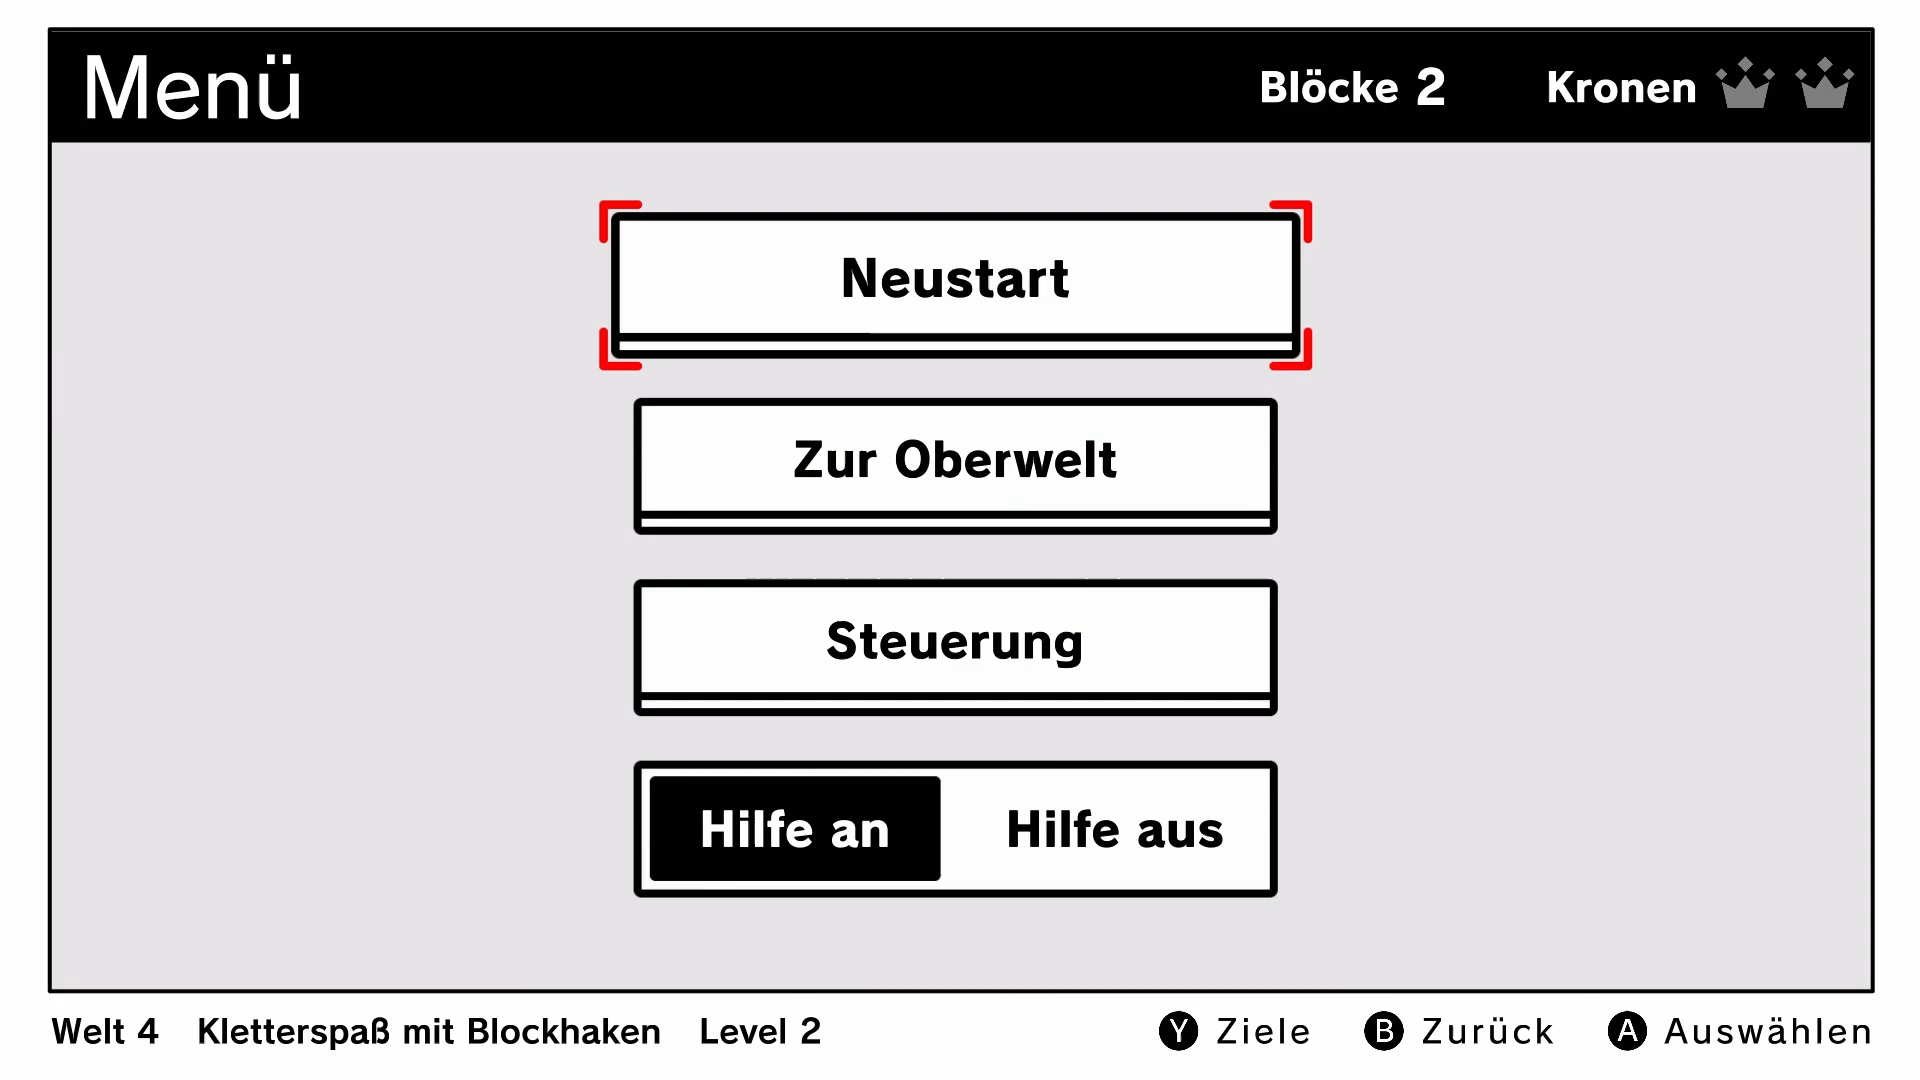 Menü
Blöcke 2 Kronen
Neustart
Zur Oberwelt
Steuerung
Hilfe an Hilfe aus
Welt 4 Kletterspaß mit Blockhaken Level 2 Y Ziele B Zurück A Auswählen